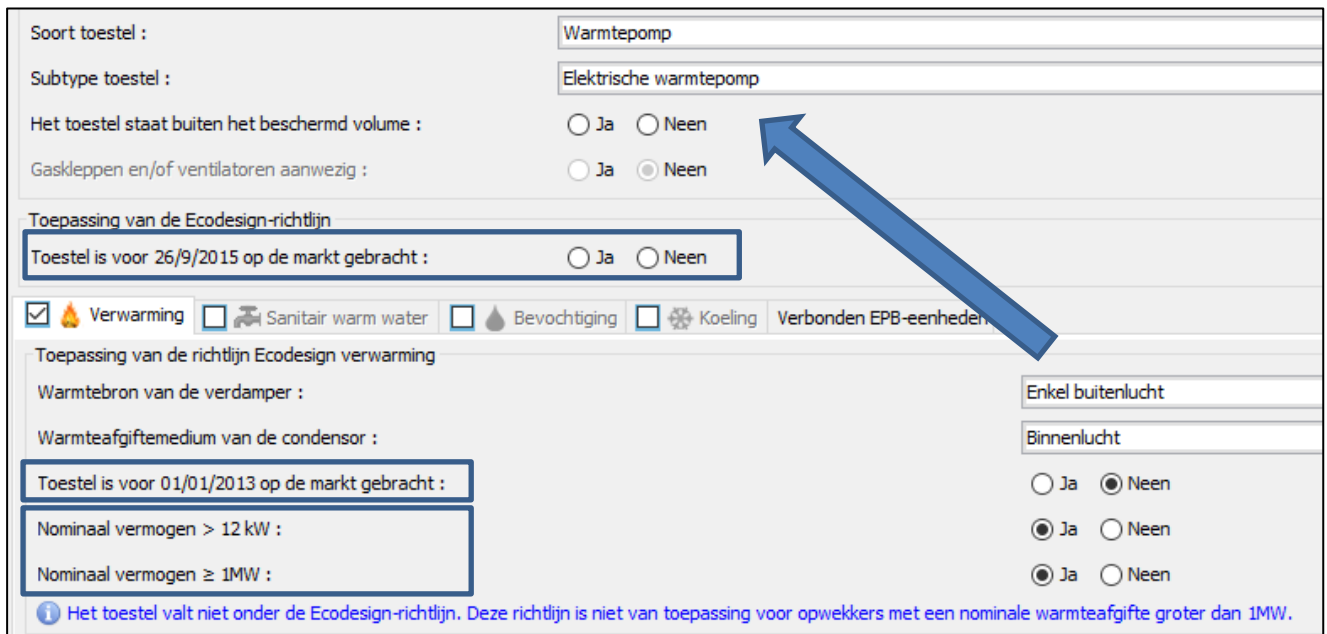 Soort toestel : Warmtepomp
Subtype toestel : Elektrische warmtepomp
Het toestel staat buiten het beschermd volume : Ja Neen
Gaskleppen en/of ventilatoren aanwezig : Ja Neen
Toepassing van de Ecodesign-richtlijn
Toestel is voor 26/9/2015 op de markt gebracht : Ja Neen
Verwarming Sanitair warm water Bevochtiging Koeling Verbonden EPB-eenheden
Toepassing van de richtlijn Ecodesign verwarming
Warmtebron van de verdamper : Enkel buitenlucht
Warmteafgiftemedium van de condensor : Binnenlucht
Toestel is voor 01/01/2013 op de markt gebracht : Ja Neen
Nominaal vermogen > 12 kW : Ja Neen
Nominaal vermogen ≥ 1MW : Ja Neen
Het toestel valt niet onder de Ecodesign-richtlijn. Deze richtlijn is niet van toepassing voor opwekkers met een nominale warmteafgifte groter dan 1MW.